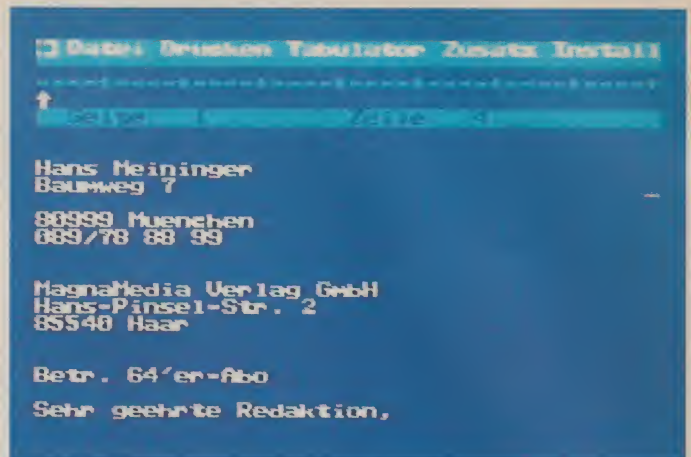 Datei Drucken Tabulator Zusatz Install
Seite 1 Zeile 4
Hans Meininger
Baumweg 7
80999 Muenchen
089/78 88 99
MagnaMedia Verlag GmbH
Hans-Pinsel-Str. 2
85540 Haar
Betr. 64'er-Abo
Sehr geehrte Redaktion,